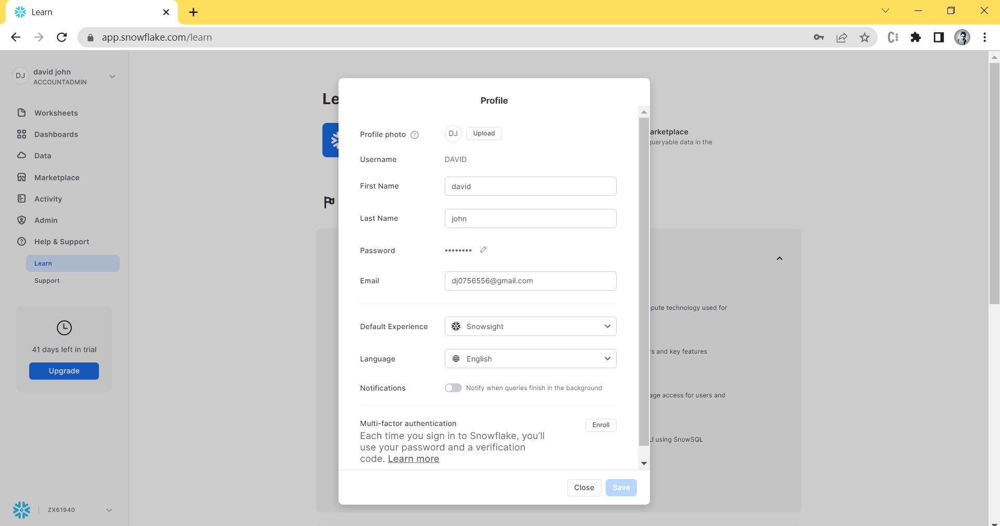 Learn
app.snowflake.com/learn
DJ
david john
ACCOUNTADMIN
Worksheets
Dashboards
Data
Marketplace
Activity
Admin
Help & Support
Learn
Support
41 days left in trial
Upgrade
ZX61940
Le
arketplace
queryable data in the
pute technology used for
rs and key features
age access for users and
LI using SnowSQL
Profile
Profile photo ? DJ Upload
Username DAVID
First Name david
Last Name john
Password ••••••••
Email dj0756556@gmail.com
Default Experience Snowsight
Language English
Notifications Notify when queries finish in the background
Multi-factor authentication Enroll
Each time you sign in to Snowflake, you’ll
use your password and a verification
code. Learn more
Close Save